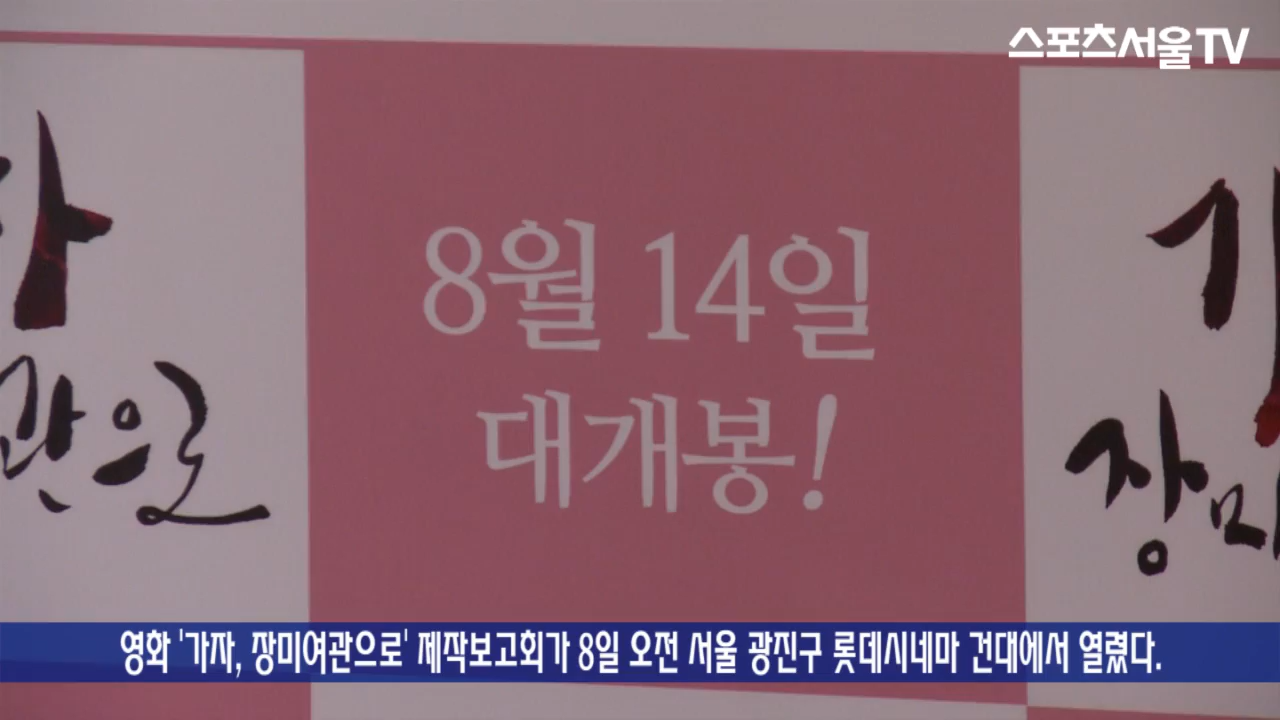 스포츠서울TV
8월 14일
대개봉!
관으로
장미
영화 '가자, 장미여관으로' 제작보고회가 8일 오전 서울 광진구 롯데시네마 건대에서 열렸다.